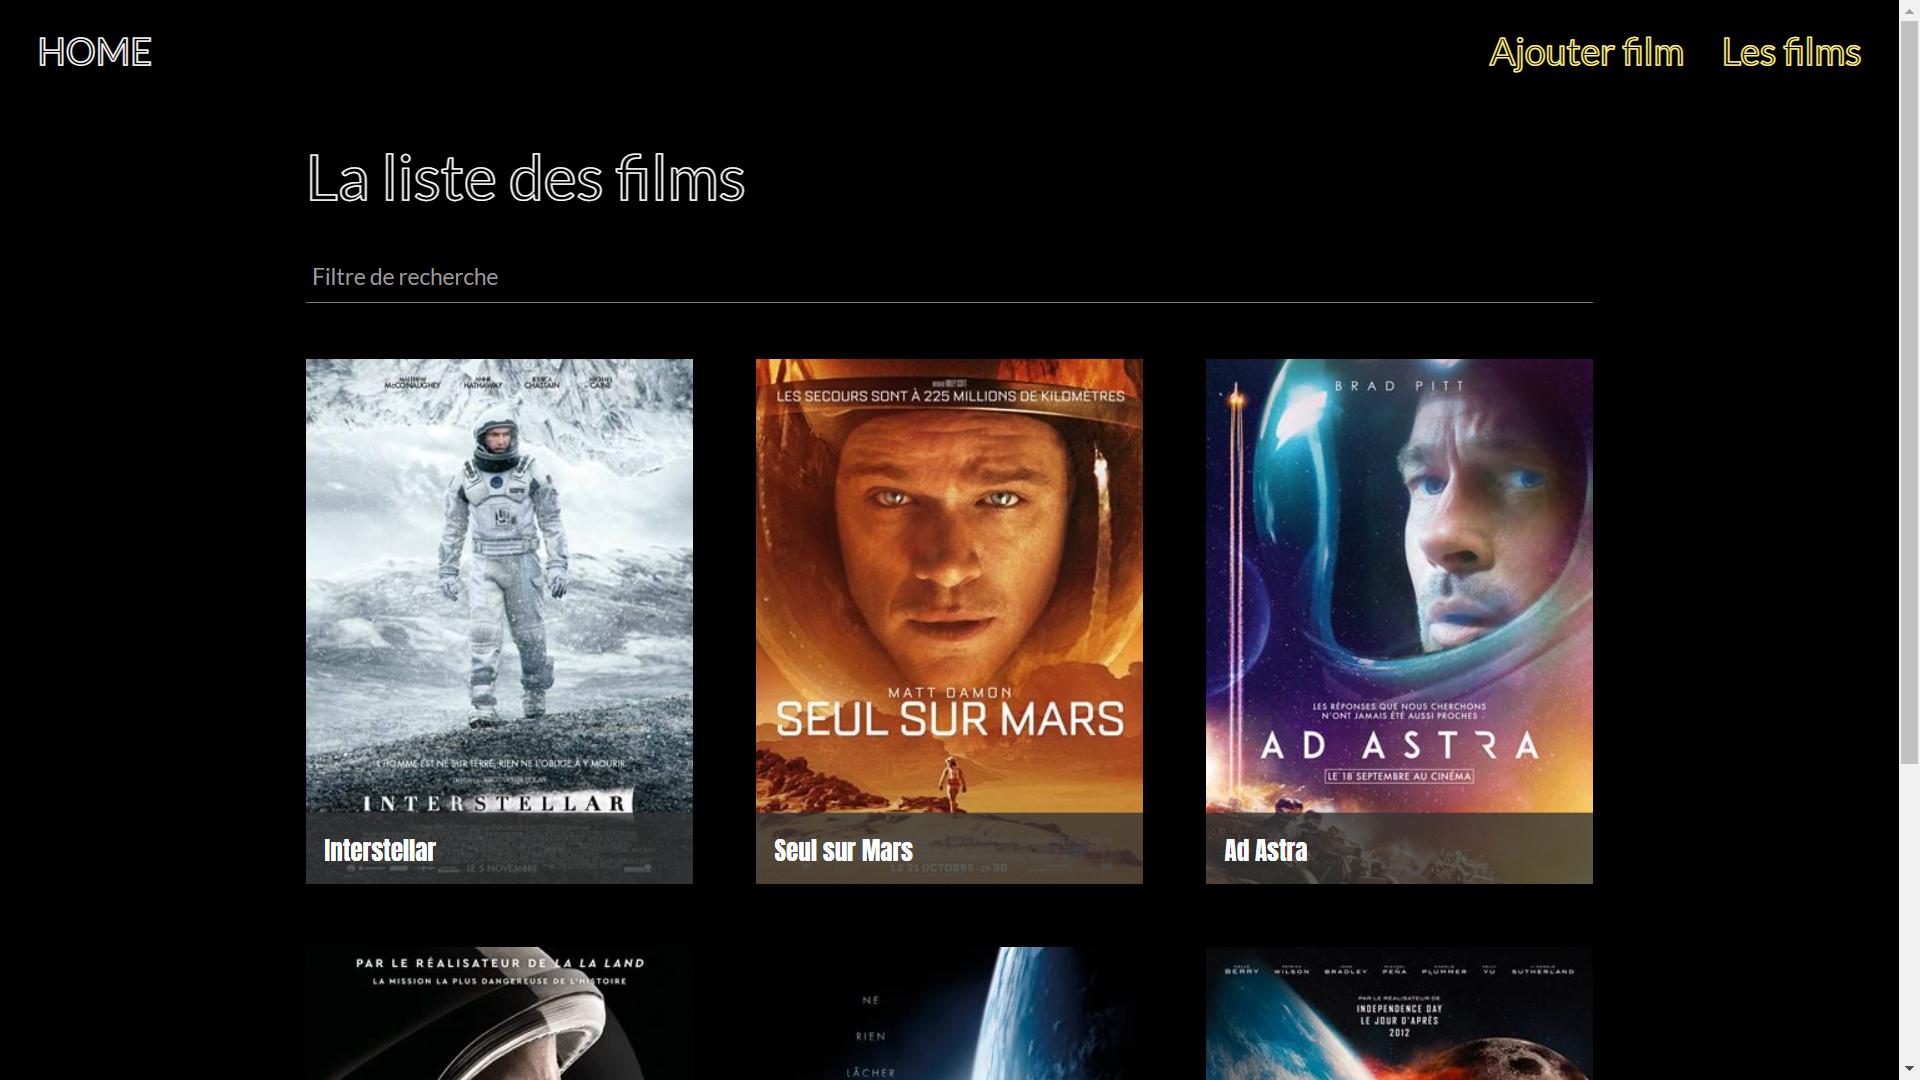 HOME
Ajouter film
Les films
La liste des films
Filtre de recherche
MATTHEW McCONAUGHEY
ANNE HATHAWAY
JESSICA CHASTAIN
MICHAEL CAINE
L'HOMME EST NÉ SUR TERRE, RIEN NE L'OBLIGE À Y MOURIR.
INTERSTELLAR
LE 5 NOVEMBRE
Interstellar
LES SECOURS SONT À 225 MILLIONS DE KILOMÈTRES
MATT DAMON
SEUL SUR MARS
LE 21 OCTOBRE EN 3D
Seul sur Mars
BRAD PITT
LES RÉPONSES QUE NOUS CHERCHONS
N'ONT JAMAIS ÉTÉ AUSSI PROCHES
AD ASTRA
LE 18 SEPTEMBRE AU CINÉMA
Ad Astra
PAR LE RÉALISATEUR DE LA LA LAND
LA MISSION LA PLUS DANGEREUSE DE L'HISTOIRE
NE
RIEN
LÂCHER
BERRY
WILSON
BRADLEY
PEÑA
PLUMMER
YU
SUTHERLAND
PAR LE RÉALISATEUR DE
INDEPENDENCE DAY
LE JOUR D'APRÈS
2012